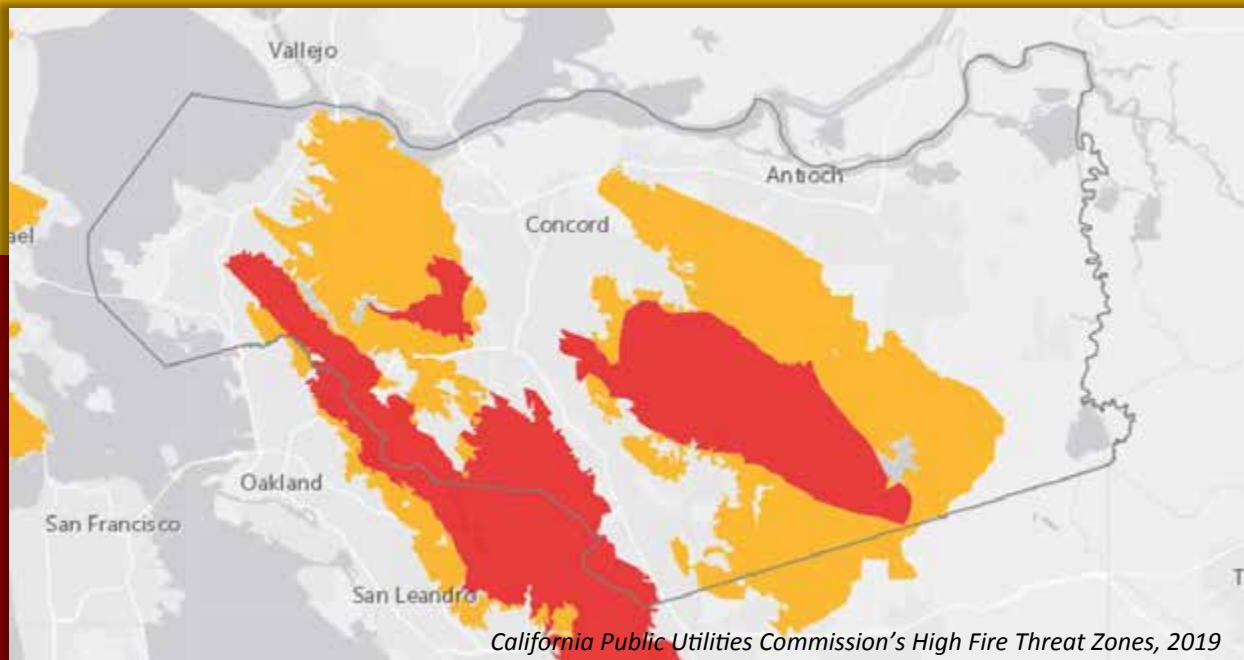 Vallejo
Antioch
Concord
ael
Oakland
San Francisco
San Leandro
T
California Public Utilities Commission's High Fire Threat Zones, 2019